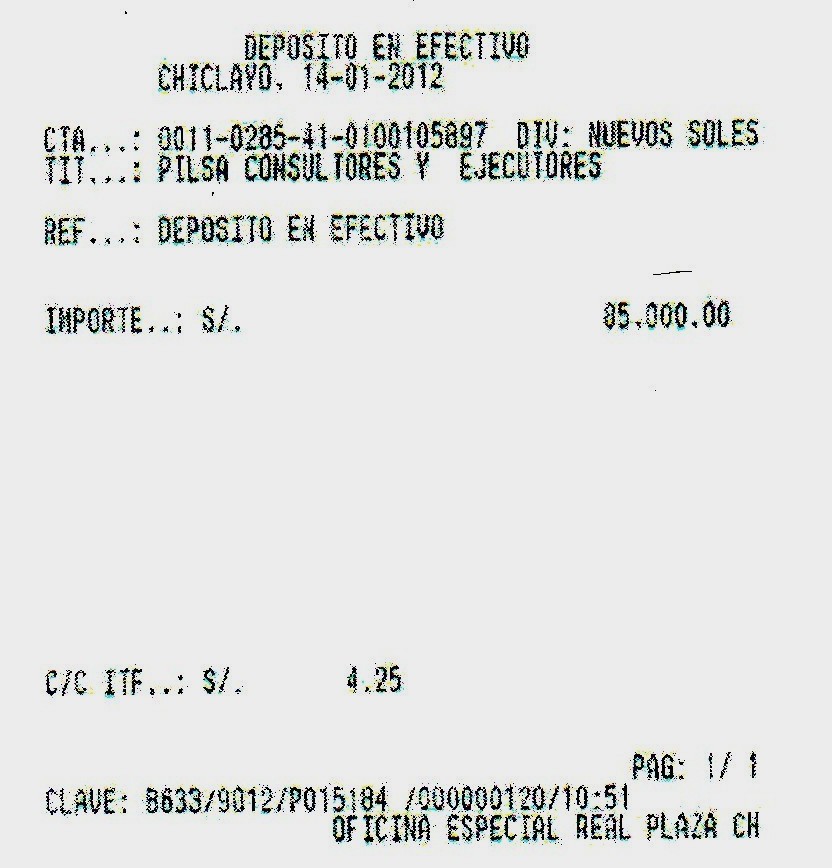 DEPOSITO EN EFECTIVO
CHICLAYO, 14-01-2012
CTA...: 0011-0285-41-0100105897 DIV: NUEVOS SOLES
TIT...: PILSA CONSULTORES Y EJECUTORES
REF...: DEPOSITO EN EFECTIVO
IMPORTE..: S/. 85,000.00
C/C ITF..: S/. 4.25
PAG: 1/ 1
CLAVE: B633/9012/P015184 /000000120/10:51
OFICINA ESPECIAL REAL PLAZA CH